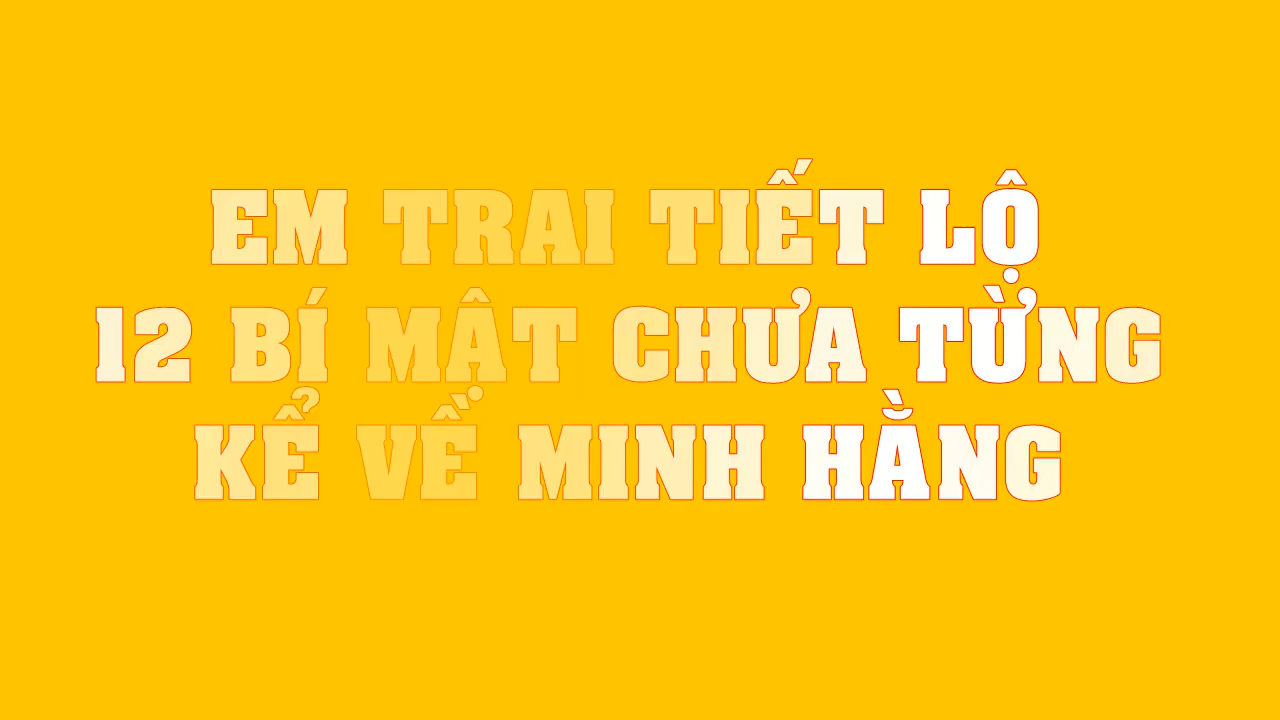 EM TRAI TIẾT LỘ
12 BÍ MẬT CHƯA TỪNG
KỂ VỀ MINH HẰNG